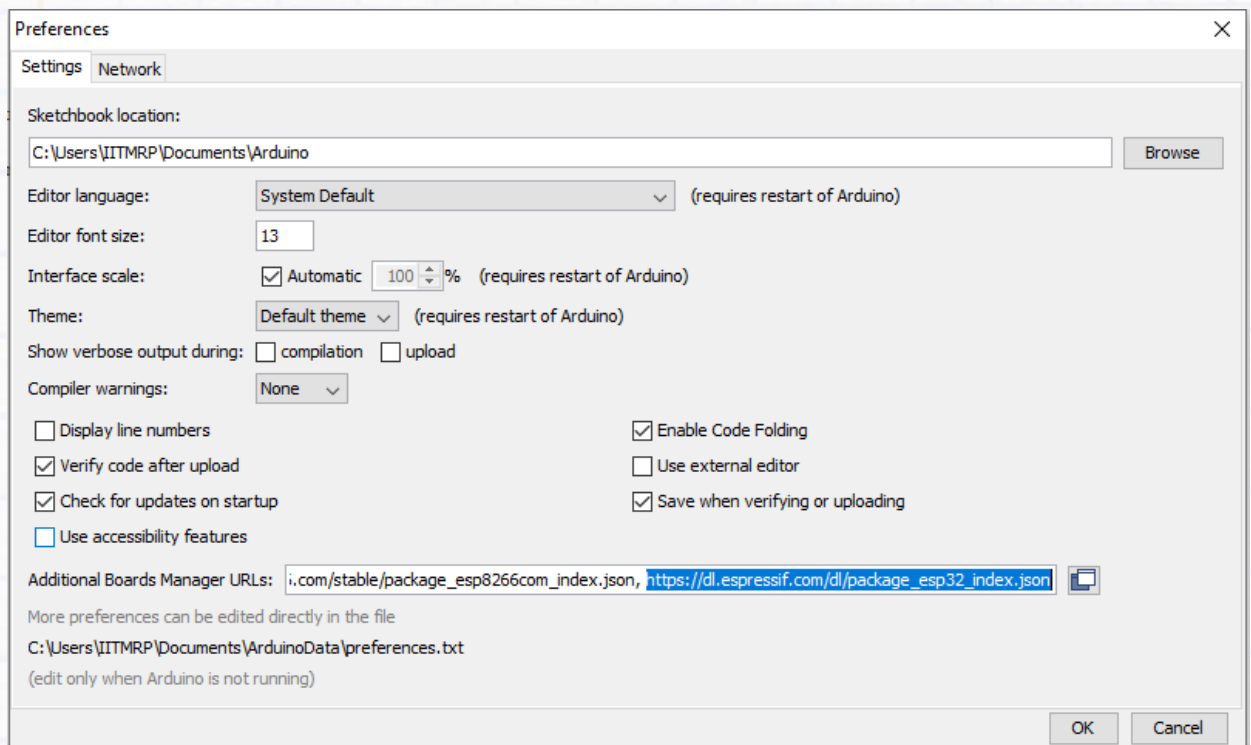 Preferences
Settings Network
Sketchbook location:
C:\Users\IITMRP\Documents\Arduino Browse
Editor language: System Default (requires restart of Arduino)
Editor font size: 13
Interface scale: Automatic 100 % (requires restart of Arduino)
Theme: Default theme (requires restart of Arduino)
Show verbose output during: compilation upload
Compiler warnings: None
Display line numbers Enable Code Folding
Verify code after upload Use external editor
Check for updates on startup Save when verifying or uploading
Use accessibility features
Additional Boards Manager URLs: i.com/stable/package_esp8266com_index.json, https://dl.espressif.com/dl/package_esp32_index.json
More preferences can be edited directly in the file
C:\Users\IITMRP\Documents\ArduinoData\preferences.txt
(edit only when Arduino is not running)
OK Cancel